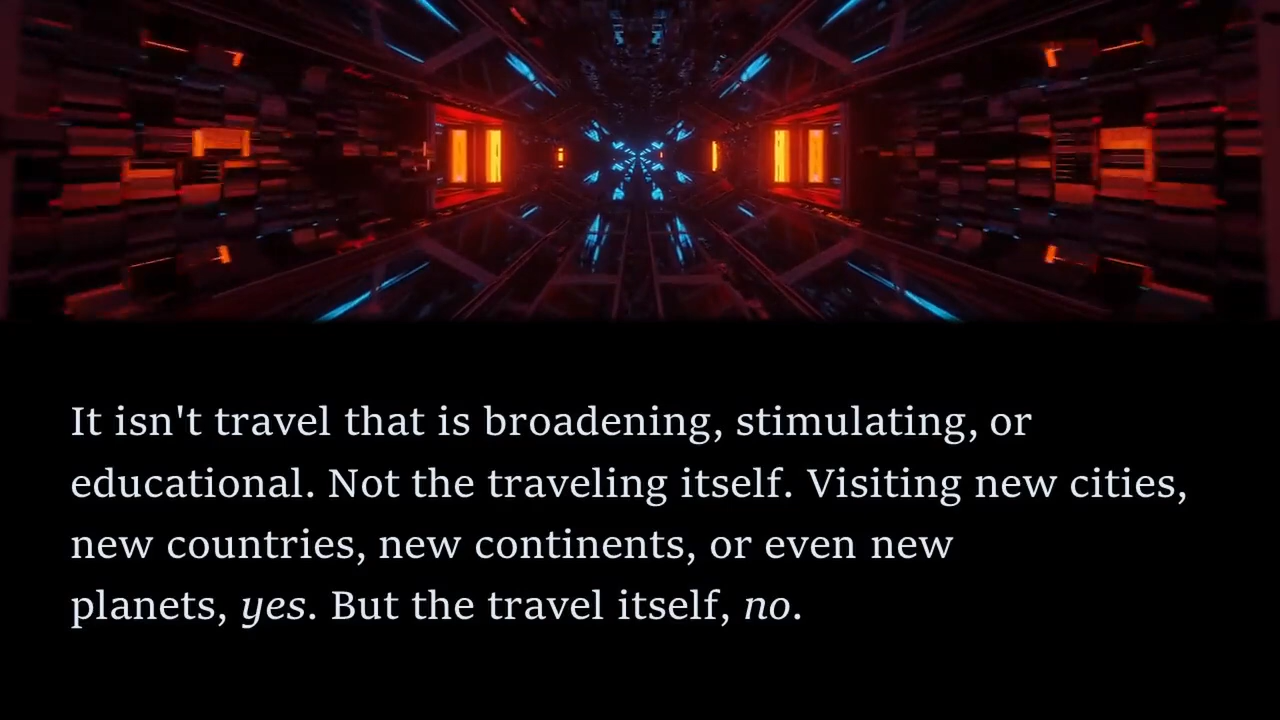 It isn't travel that is broadening, stimulating, or
educational. Not the traveling itself. Visiting new cities,
new countries, new continents, or even new
planets, yes. But the travel itself, no.